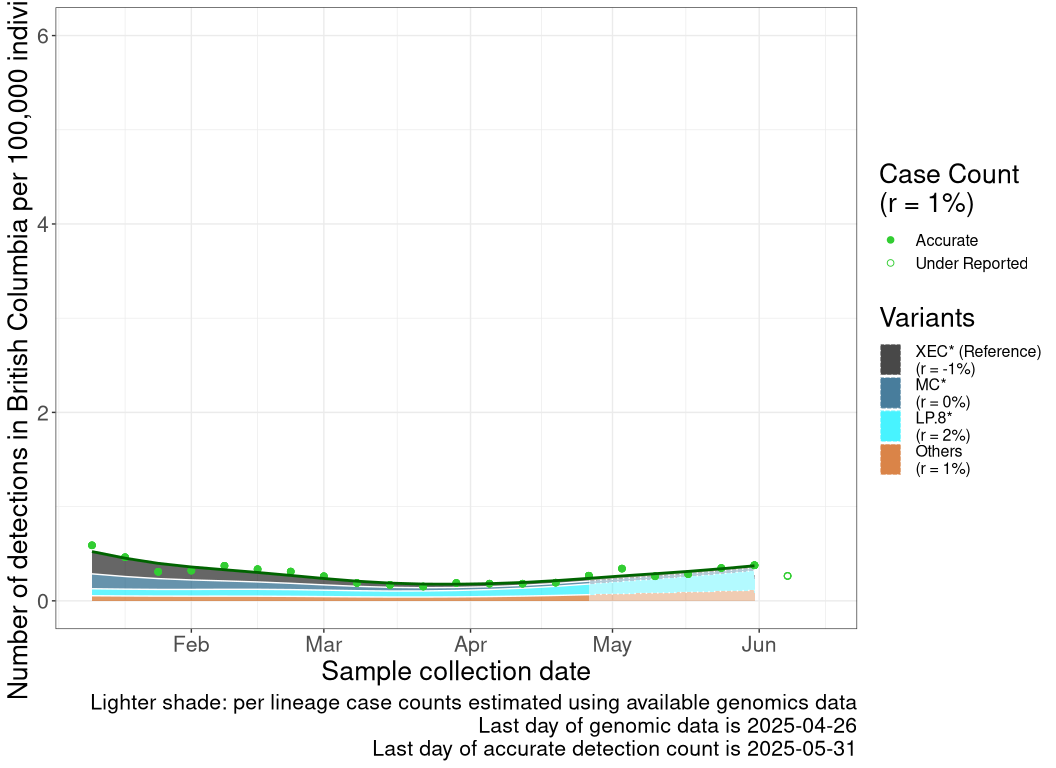 Number of detections in British Columbia per 100,000
6
4
2
0
Feb Mar Apr May Jun
Sample collection date
Lighter shade: per lineage case counts estimated using available genomics data
Last day of genomic data is 2025-04-26
Last day of accurate detection count is 2025-05-31
Case Count
(r = 1%)
Accurate
Under Reported
Variants
XEC* (Reference)
(r = -1%)
MC*
(r = 0%)
LP.8*
(r = 2%)
Others
(r = 1%)